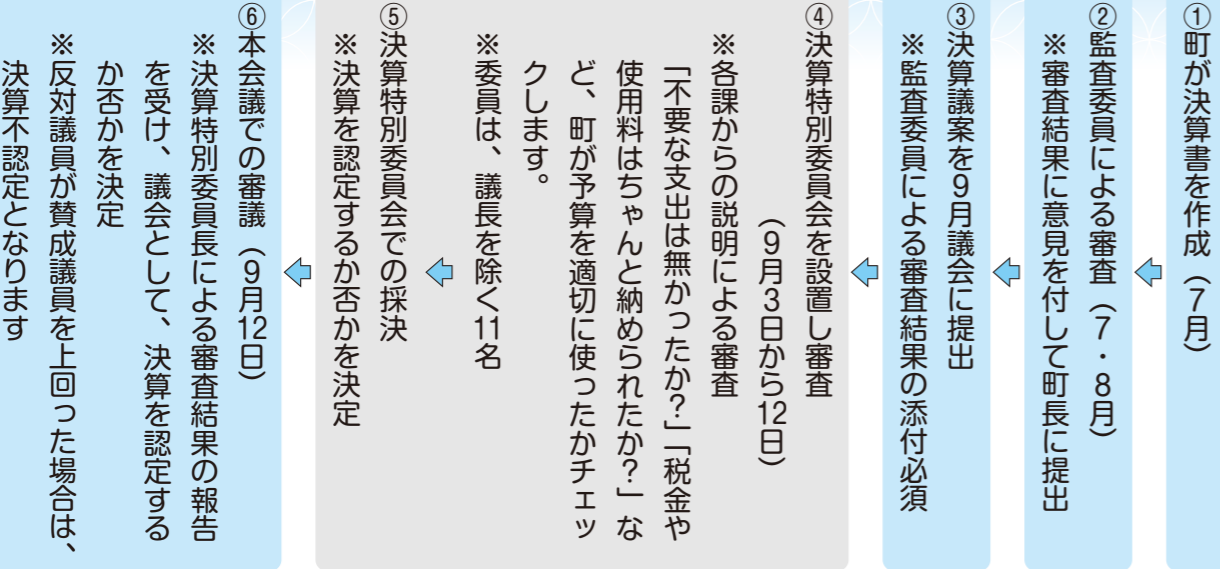 ①町が決算書を作成（7月）
②監査委員による審査（7・8月）
※審査結果に意見を付して町長に提出
③決算議案を9月議会に提出
※監査委員による審査結果の添付必須
④決算特別委員会を設置し審査
（9月3日から12日）
※各課からの説明による審査
「不要な支出は無かったか？」「税金や
使用料はちゃんと納められたか？」な
ど、町が予算を適切に使ったかチェッ
クします。
※委員は、議長を除く11名
⑤決算特別委員会での採決
※決算を認定するか否かを決定
⑥本会議での審議（9月12日）
※決算特別委員長による審査結果の報告
を受け、議会として、決算を認定する
か否かを決定
※反対議員が賛成議員を上回った場合は、
決算不認定となります